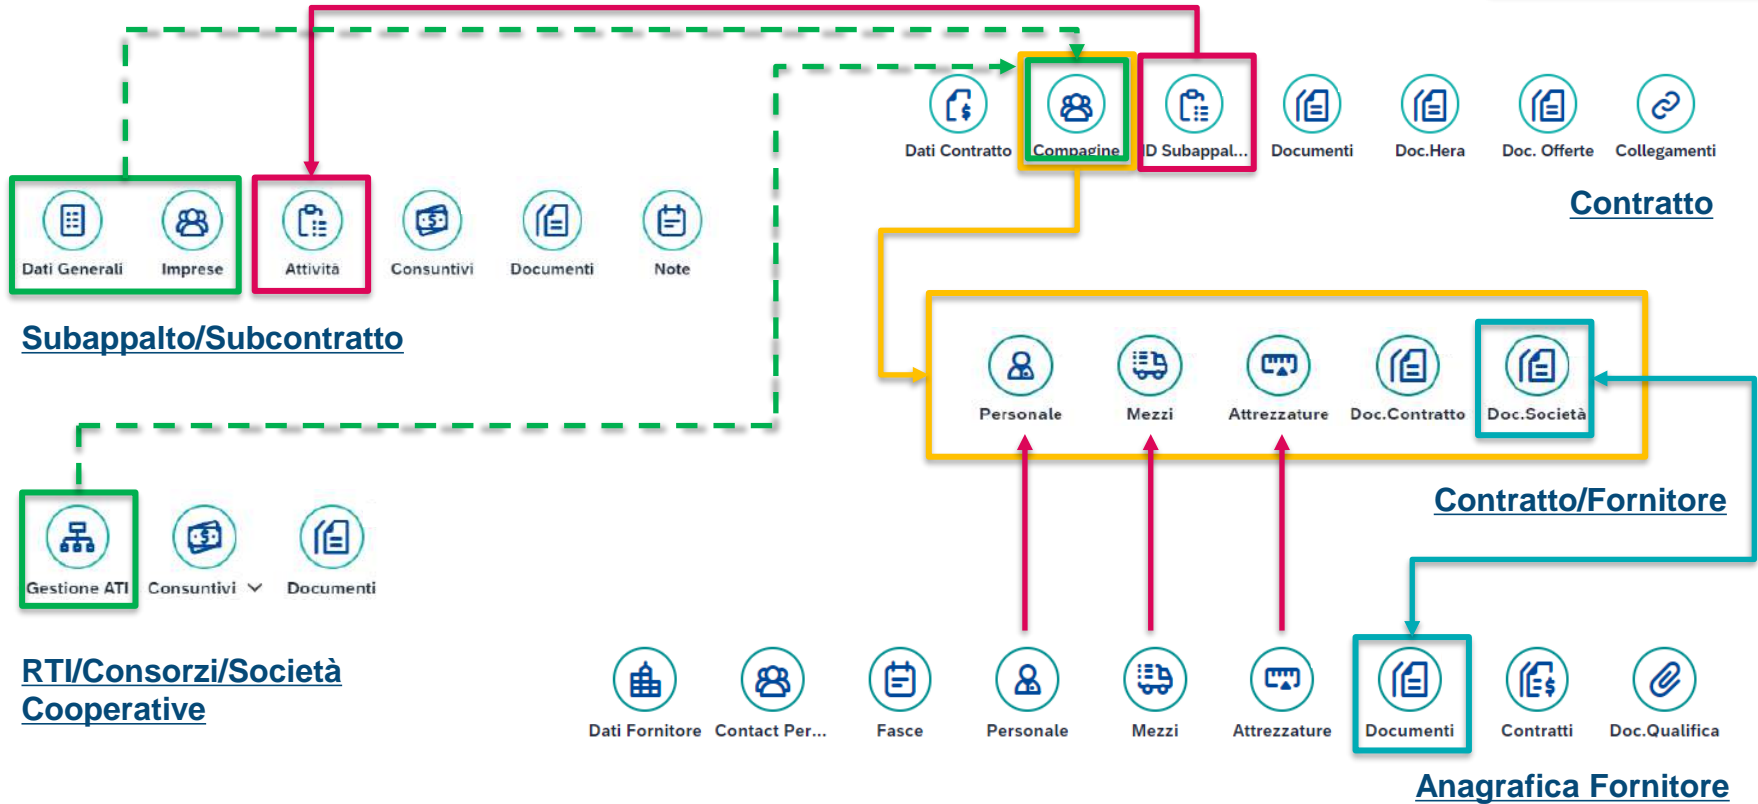 Dati Contratto
Compagine
ID Subappal...
Documenti
Doc.Hera
Doc. Offerte
Collegamenti
Contratto
Dati Generali
Imprese
Attività
Consuntivi
Documenti
Note
Subappalto/Subcontratto
Personale
Mezzi
Attrezzature
Doc.Contratto
Doc.Società
Contratto/Fornitore
Gestione ATI
Consuntivi
Documenti
RTI/Consorzi/Società
Cooperative
Dati Fornitore
Contact Per...
Fasce
Personale
Mezzi
Attrezzature
Documenti
Contratti
Doc.Qualifica
Anagrafica Fornitore